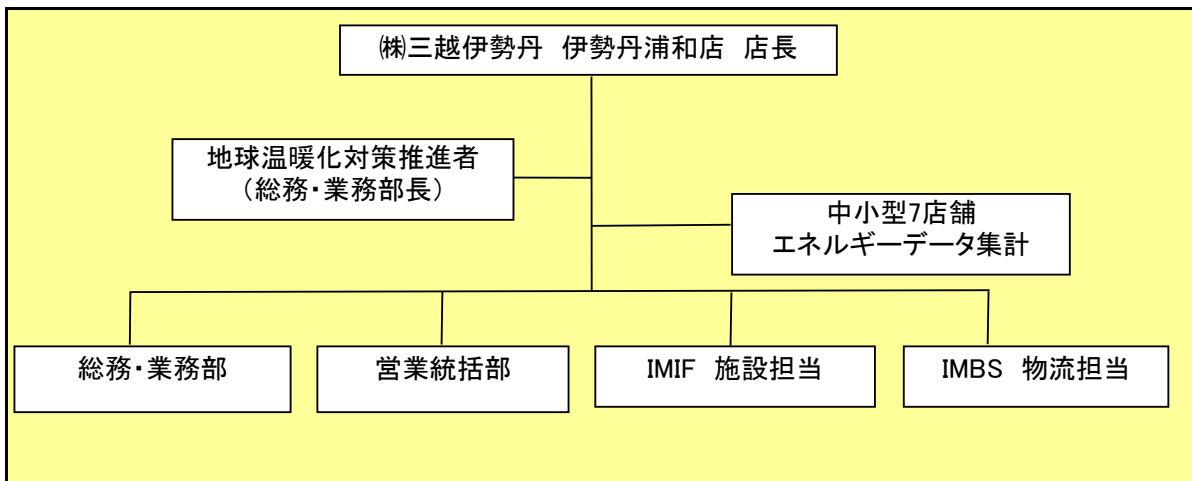 ㈱三越伊勢丹　伊勢丹浦和店　店長
地球温暖化対策推進者
（総務・業務部長）
中小型7店舗
エネルギーデータ集計
総務・業務部
営業統括部
IMIF　施設担当
IMBS　物流担当